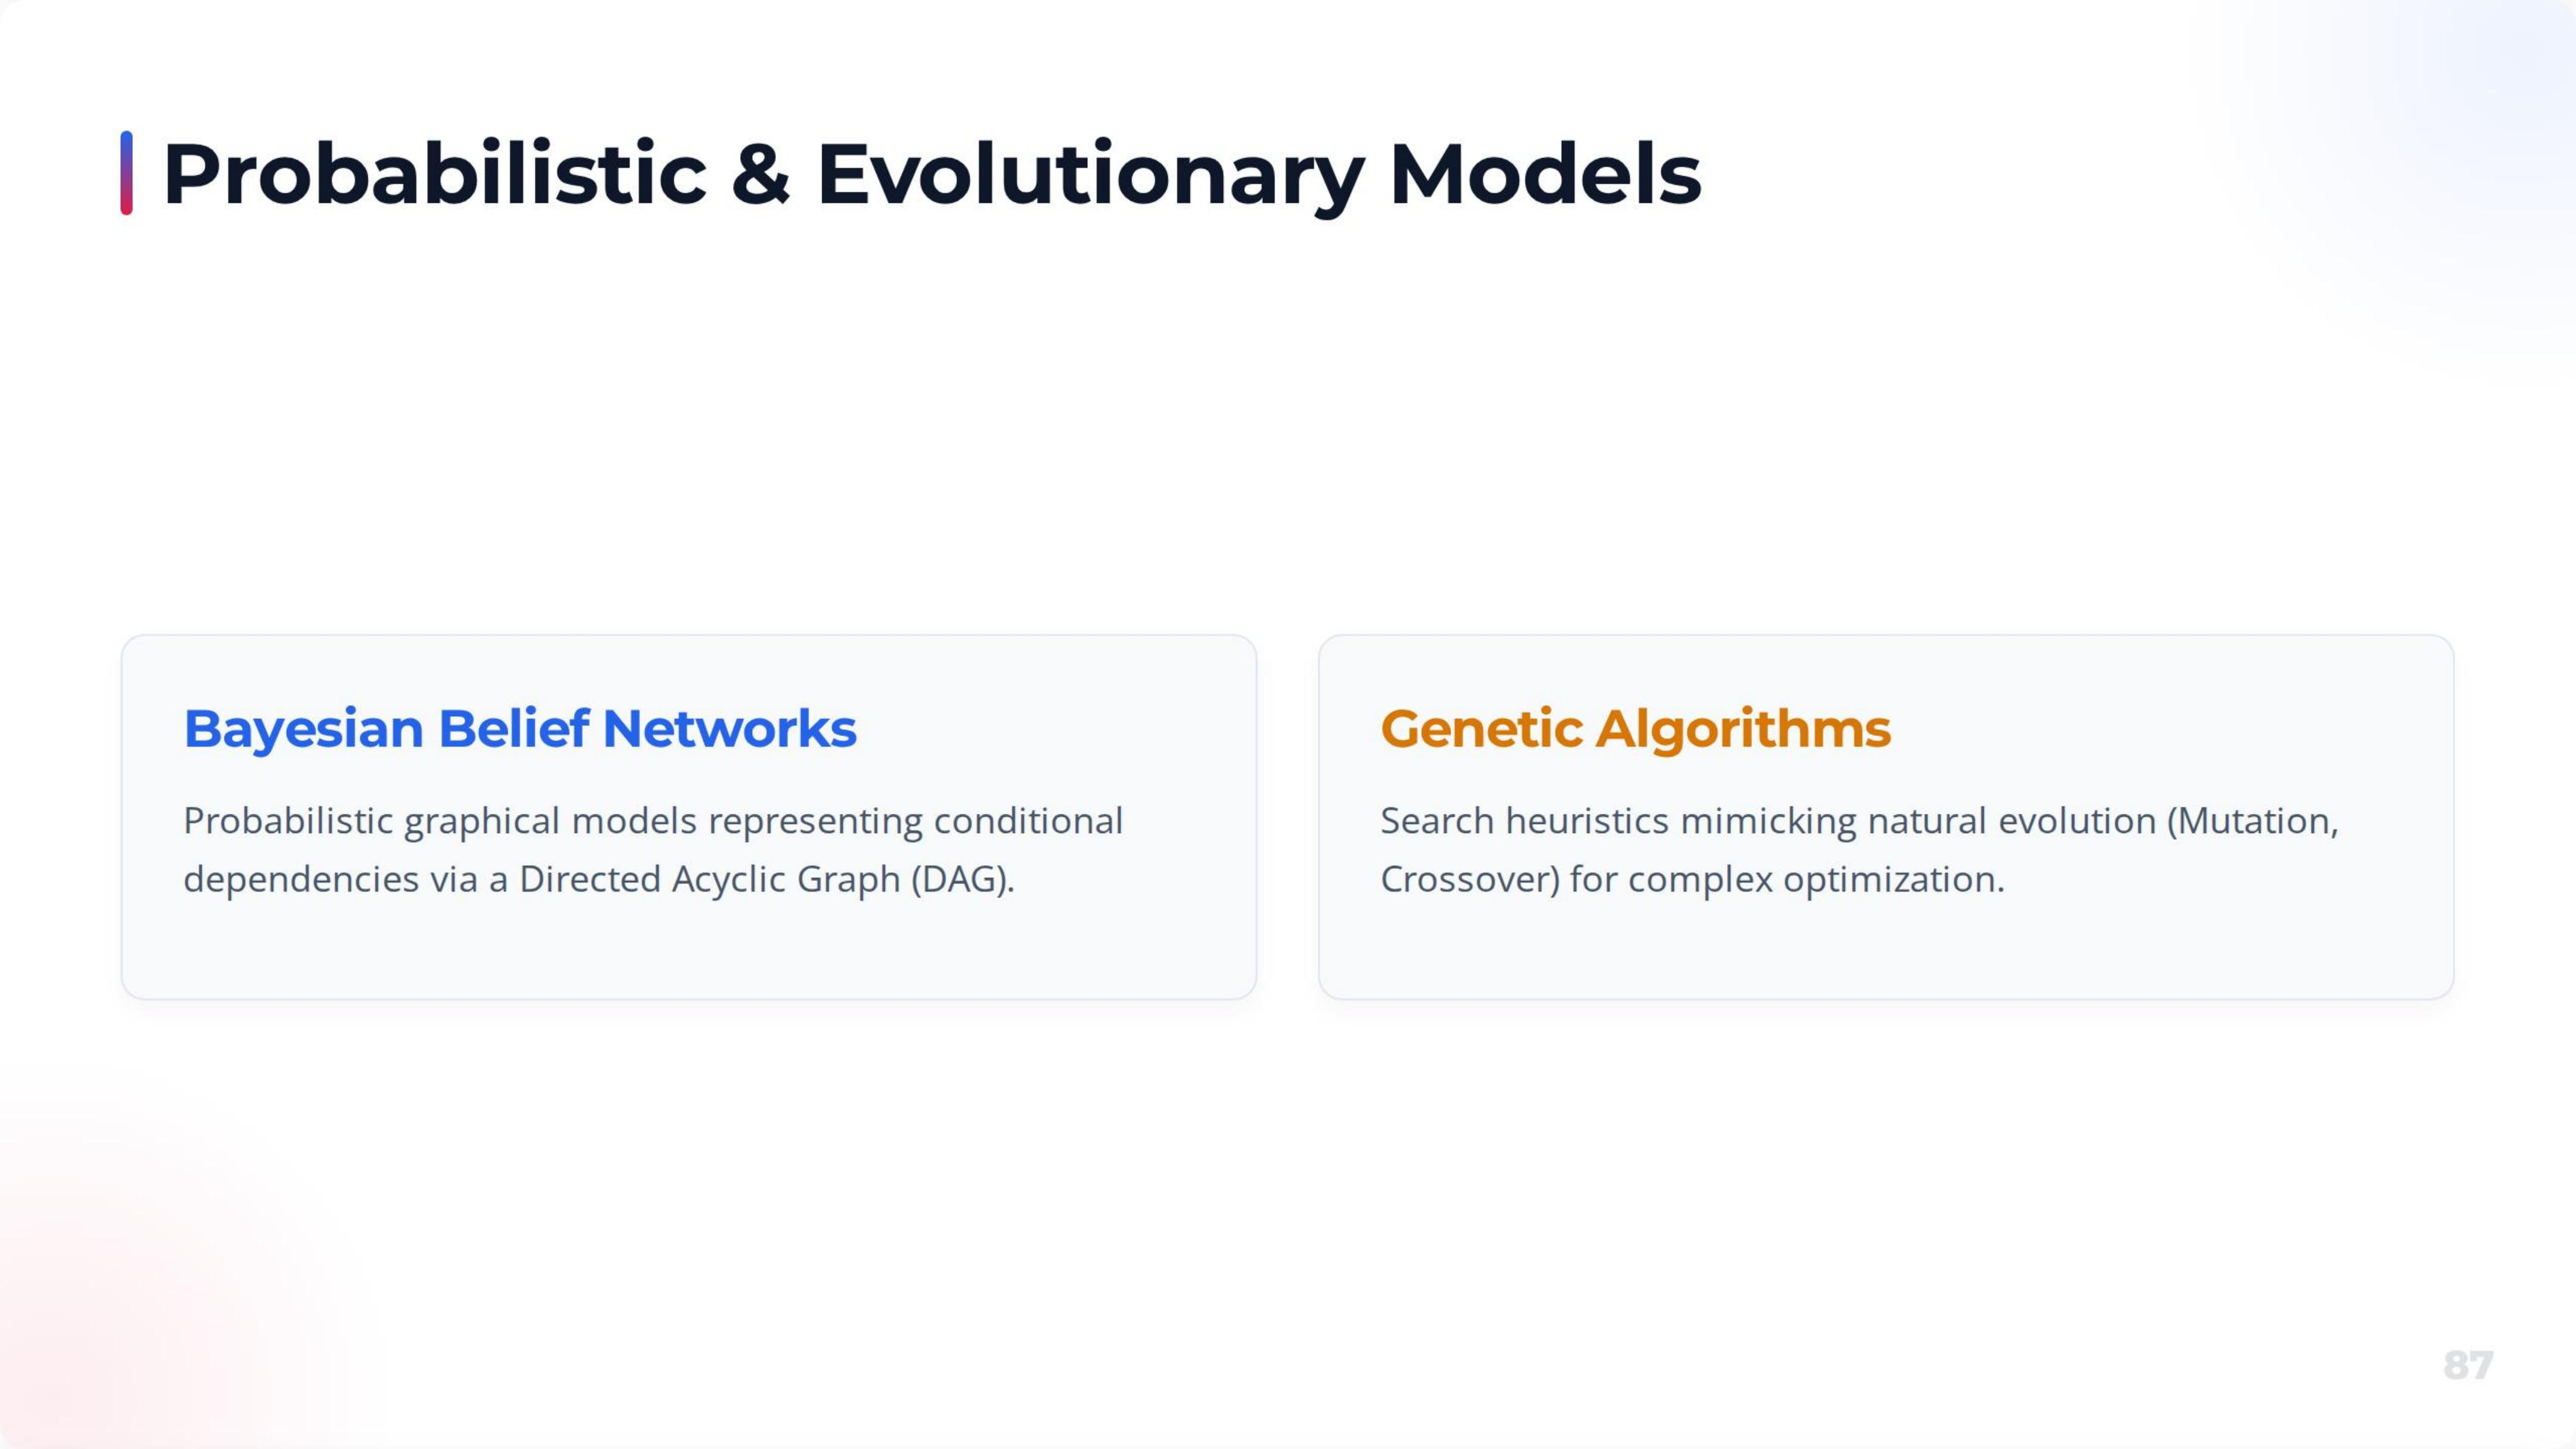 Probabilistic & Evolutionary Models
Bayesian Belief Networks
Probabilistic graphical models representing conditional
dependencies via a Directed Acyclic Graph (DAG).
Genetic Algorithms
Search heuristics mimicking natural evolution (Mutation,
Crossover) for complex optimization.
87